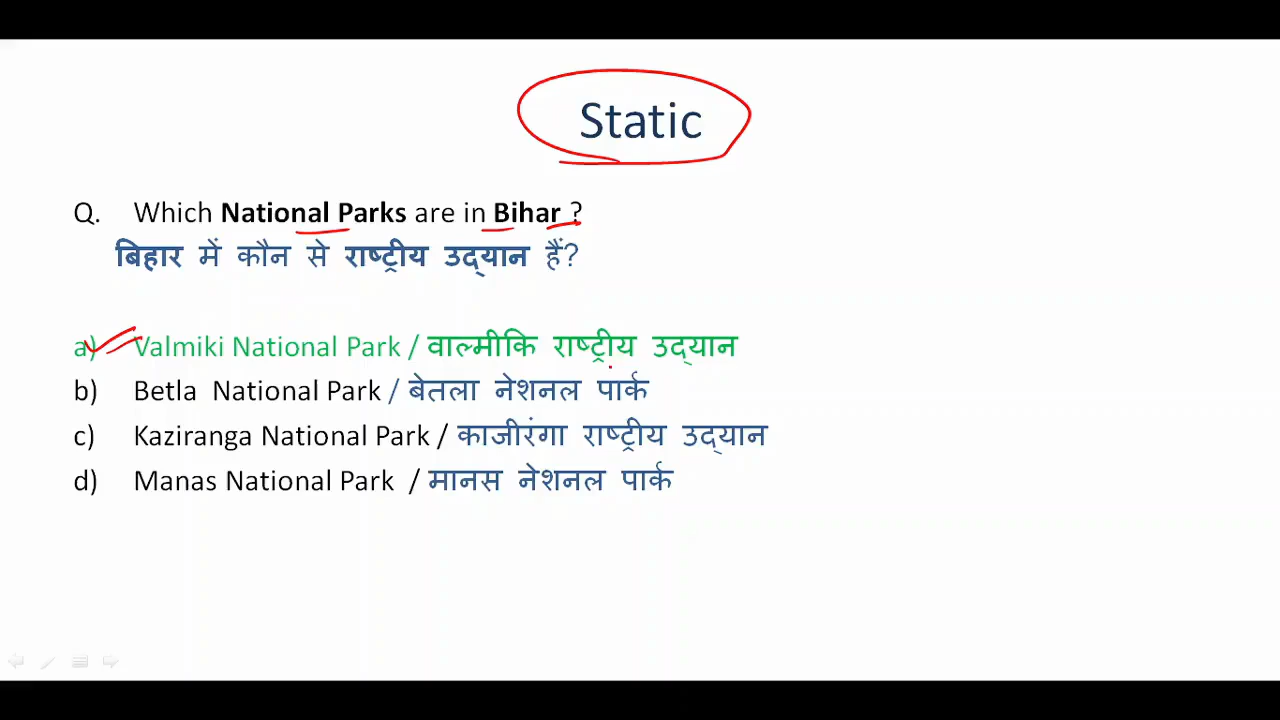 Static
Q. Which National Parks are in Bihar ?
बिहार में कौन से राष्ट्रीय उद्यान हैं?
a) Valmiki National Park / वाल्मीकि राष्ट्रीय उद्यान
b) Betla National Park / बेतला नेशनल पार्क
c) Kaziranga National Park / काजीरंगा राष्ट्रीय उद्यान
d) Manas National Park / मानस नेशनल पार्क